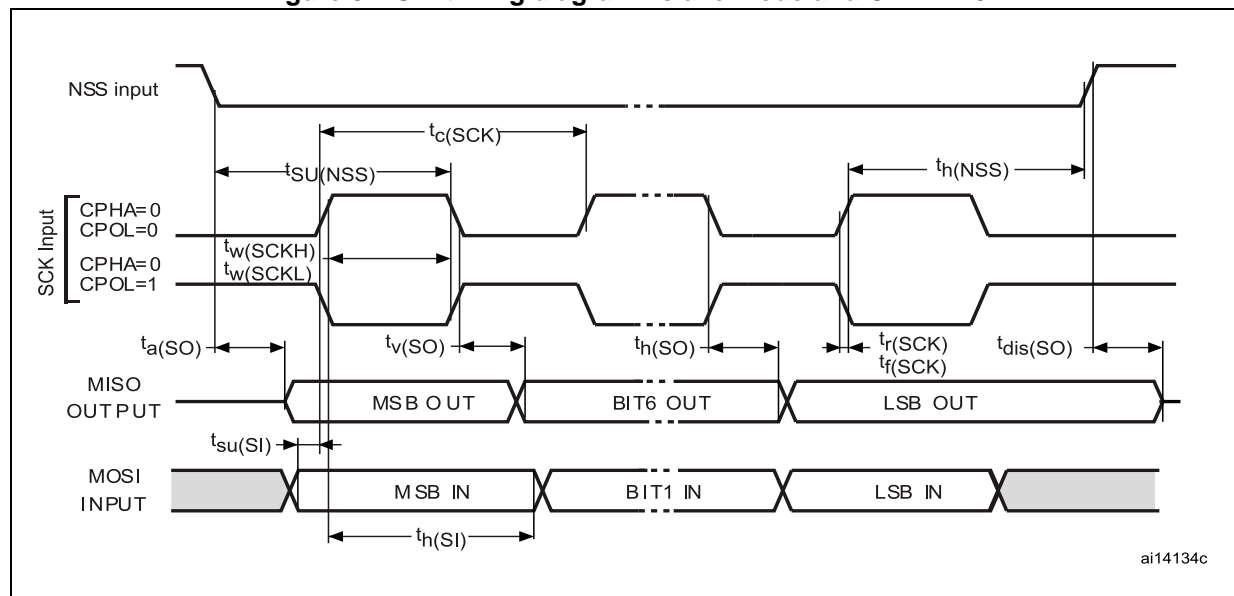 NSS input
tc(SCK)
tSU(NSS)
th(NSS)
SCK Input
CPHA=0
CPOL=0
tw(SCKH)
CPHA=0
tw(SCKL)
CPOL=1
ta(SO)
tv(SO)
th(SO)
tr(SCK)
tf(SCK)
tdis(SO)
MISO
OUTPUT
MSB OUT
BIT6 OUT
LSB OUT
tsu(SI)
MOSI
INPUT
MSB IN
BIT1 IN
LSB IN
th(SI)
ai14134c